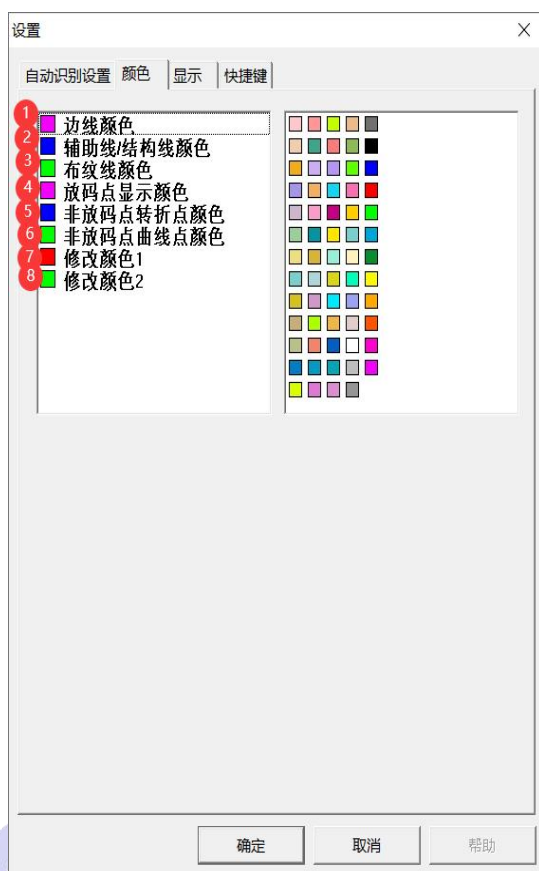 设置
自动识别设置 颜色 显示 快捷键
1 边线颜色
2 辅助线/结构线颜色
3 布纹线颜色
4 放码点显示颜色
5 非放码点转折点颜色
6 非放码点曲线点颜色
7 修改颜色1
8 修改颜色2
确定 取消 帮助